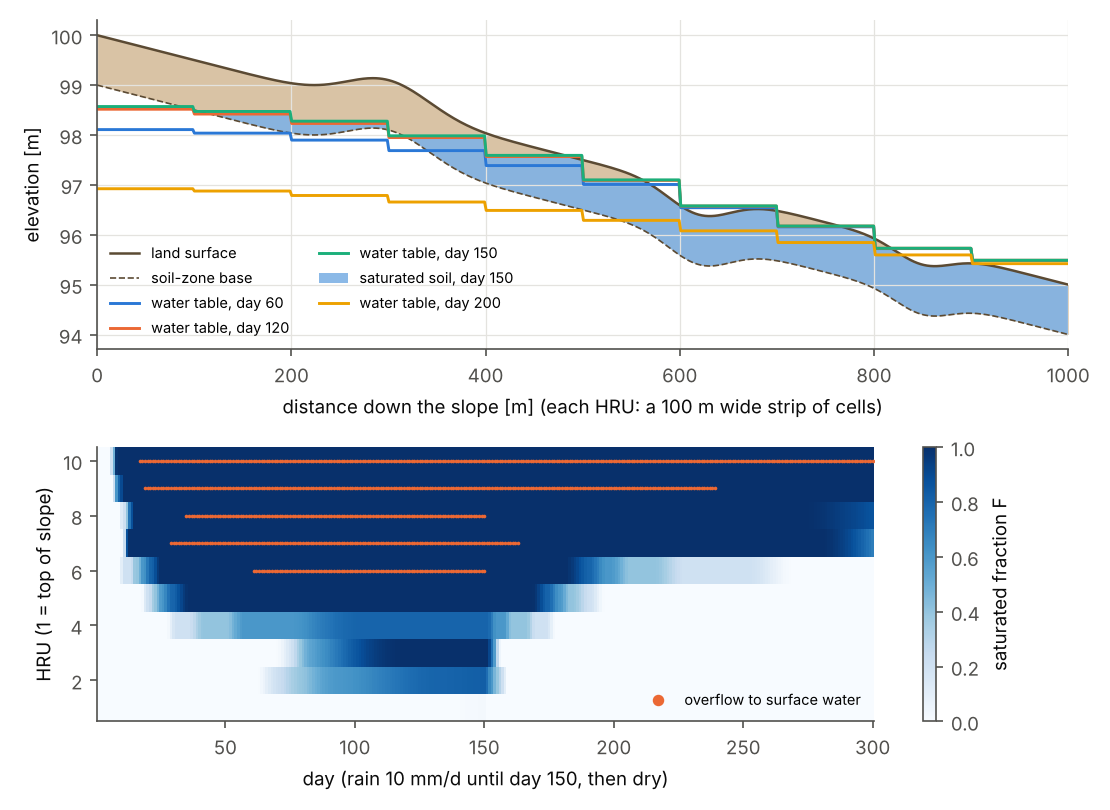 100
99
98
97
96
95
94
elevation [m]
land surface
soil-zone base
water table, day 60
water table, day 120
water table, day 150
saturated soil, day 150
water table, day 200
0 200 400 600 800 1000
distance down the slope [m] (each HRU: a 100 m wide strip of cells)
10
8
6
4
2
HRU (1 = top of slope)
overflow to surface water
50 100 150 200 250 300
day (rain 10 mm/d until day 150, then dry)
1.0
0.8
0.6
0.4
0.2
0.0
saturated fraction F